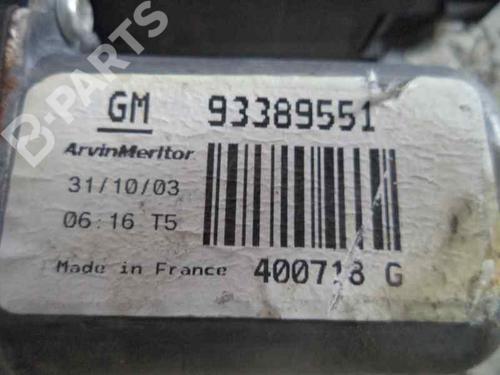 B-PARTS
GM 93389551
ArvinMeritor
31/10/03
06:16 T5
Made in France 400718 G